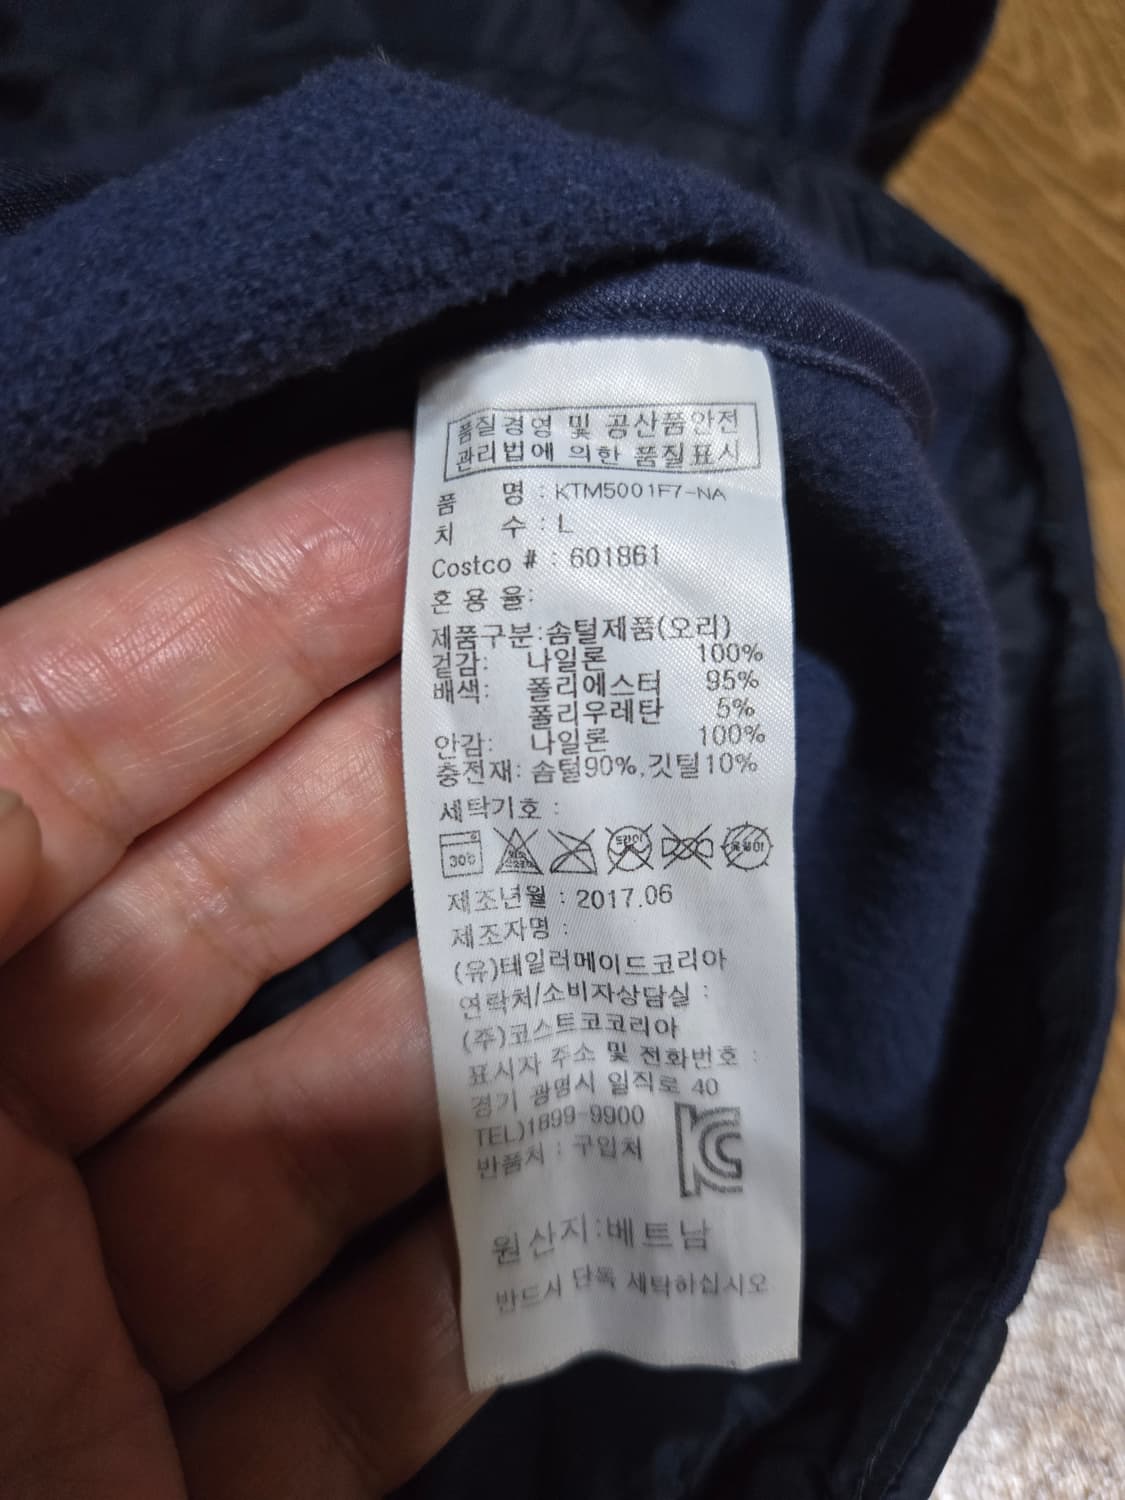 품질경영 및 공산품안전
관리법에 의한 품질표시
품 명 : KTM5001F7-NA
치 수 : L
Costco # : 601861
혼 용 율:
제품구분:솜털제품(오리)
겉감: 나일론 100%
배색: 폴리에스터 95%
폴리우레탄 5%
안감: 나일론 100%
충전재: 솜털90%.깃털10%
세탁기호 :
30℃ 드라이
제조년월 : 2017.06
제조자명 :
(유)테일러메이드코리아
연락처/소비자상담실 :
(주)코스트코코리아
표시자 주소 및 전화번호 :
경기 광명시 일직로 40
TEL)1899-9900
반품처 : 구입처
원산지:베트남
반드시 단독 세탁하십시오